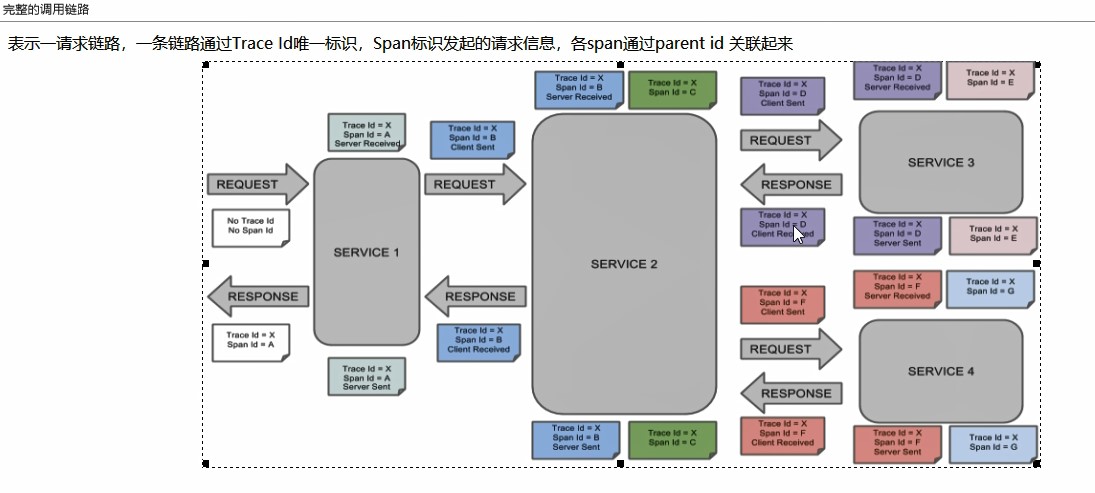 完整的调用链路
表示一请求链路，一条链路通过Trace Id唯一标识，Span标识发起的请求信息，各span通过parent id 关联起来
Trace Id = X
Span Id = A
Server Received
Trace Id = X
Span Id = B
Client Sent
REQUEST
No Trace Id
No Span Id
SERVICE 1
REQUEST
RESPONSE
Trace Id = X
Span Id = A
Trace Id = X
Span Id = A
Server Sent
RESPONSE
Trace Id = X
Span Id = B
Client Received
Trace Id = X
Span Id = B
Server Received
Trace Id = X
Span Id = C
SERVICE 2
Trace Id = X
Span Id = B
Server Sent
Trace Id = X
Span Id = C
Trace Id = X
Span Id = D
Client Sent
REQUEST
RESPONSE
Trace Id = X
Span Id = D
Client Received
Trace Id = X
Span Id = D
Server Received
Trace Id = X
Span Id = E
SERVICE 3
Trace Id = X
Span Id = D
Server Sent
Trace Id = X
Span Id = E
Trace Id = X
Span Id = F
Client Sent
REQUEST
RESPONSE
Trace Id = X
Span Id = F
Client Received
Trace Id = X
Span Id = F
Server Received
Trace Id = X
Span Id = G
SERVICE 4
Trace Id = X
Span Id = F
Server Sent
Trace Id = X
Span Id = G